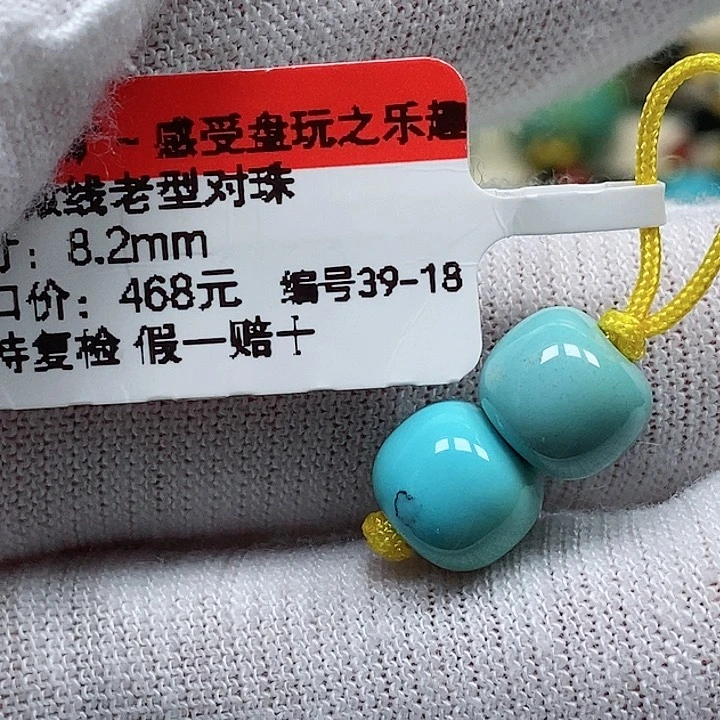 ~感受盘玩之乐趣
线老型对珠
寸：8.2mm
口价：468元 编号39-18
持复检 假一赔十